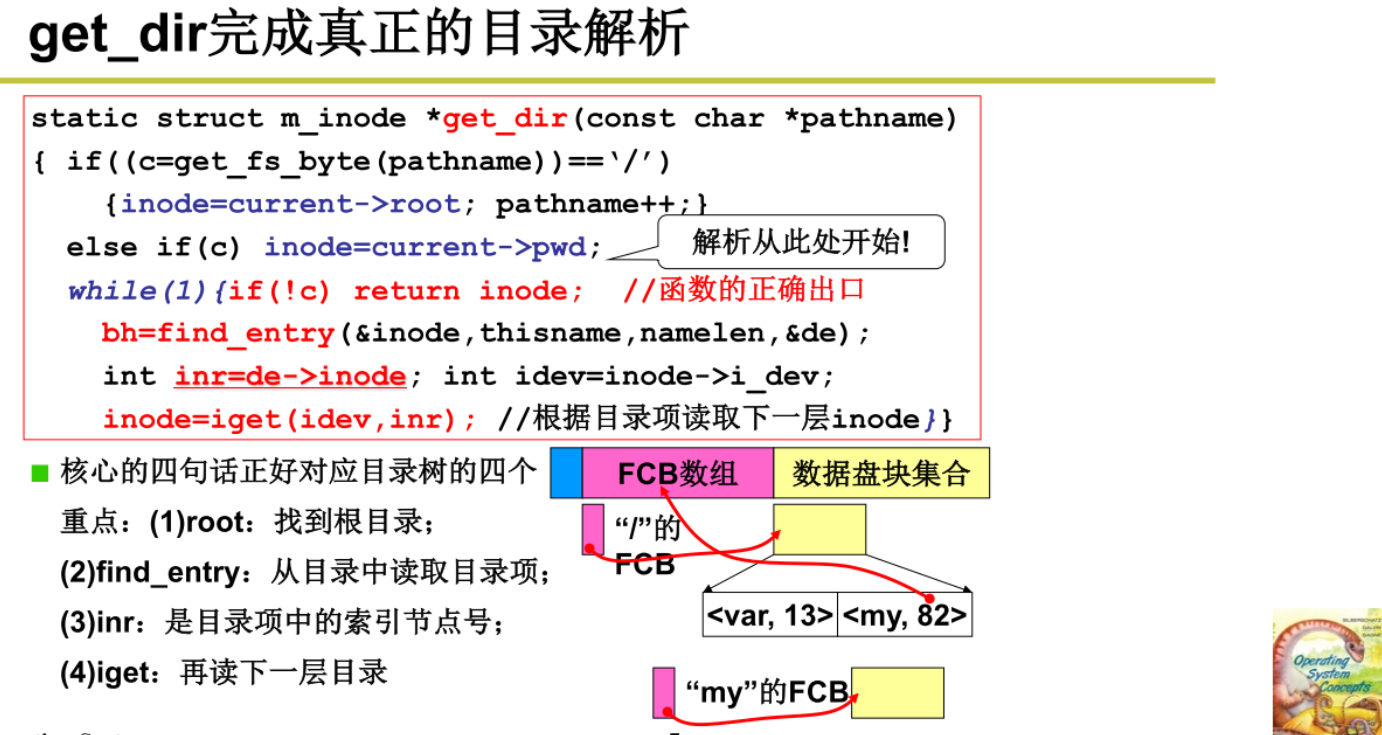 get_dir完成真正的目录解析
static struct m_inode *get_dir(const char *pathname)
{ if((c=get_fs_byte(pathname))==‘/’)
{inode=current->root; pathname++;}
else if(c) inode=current->pwd;
解析从此处开始!
while(1){if(!c) return inode; //函数的正确出口
bh=find_entry(&inode,thisname,namelen,&de);
int inr=de->inode; int idev=inode->i_dev;
inode=iget(idev,inr); //根据目录项读取下一层inode}}
核心的四句话正好对应目录树的四个
重点：(1)root：找到根目录；
(2)find_entry：从目录中读取目录项；
(3)inr：是目录项中的索引节点号；
(4)iget：再读下一层目录
FCB数组
数据盘块集合
“/”的
FCB
<var, 13>
<my, 82>
“my”的FCB
Operating
System
Concepts